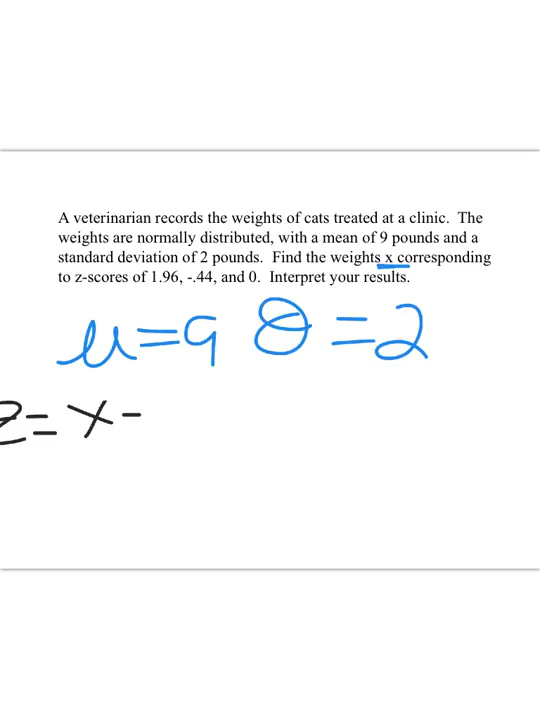 A veterinarian records the weights of cats treated at a clinic. The
weights are normally distributed, with a mean of 9 pounds and a
standard deviation of 2 pounds. Find the weights x corresponding
to z-scores of 1.96, -.44, and 0. Interpret your results.
μ=9 σ=2
z= x-